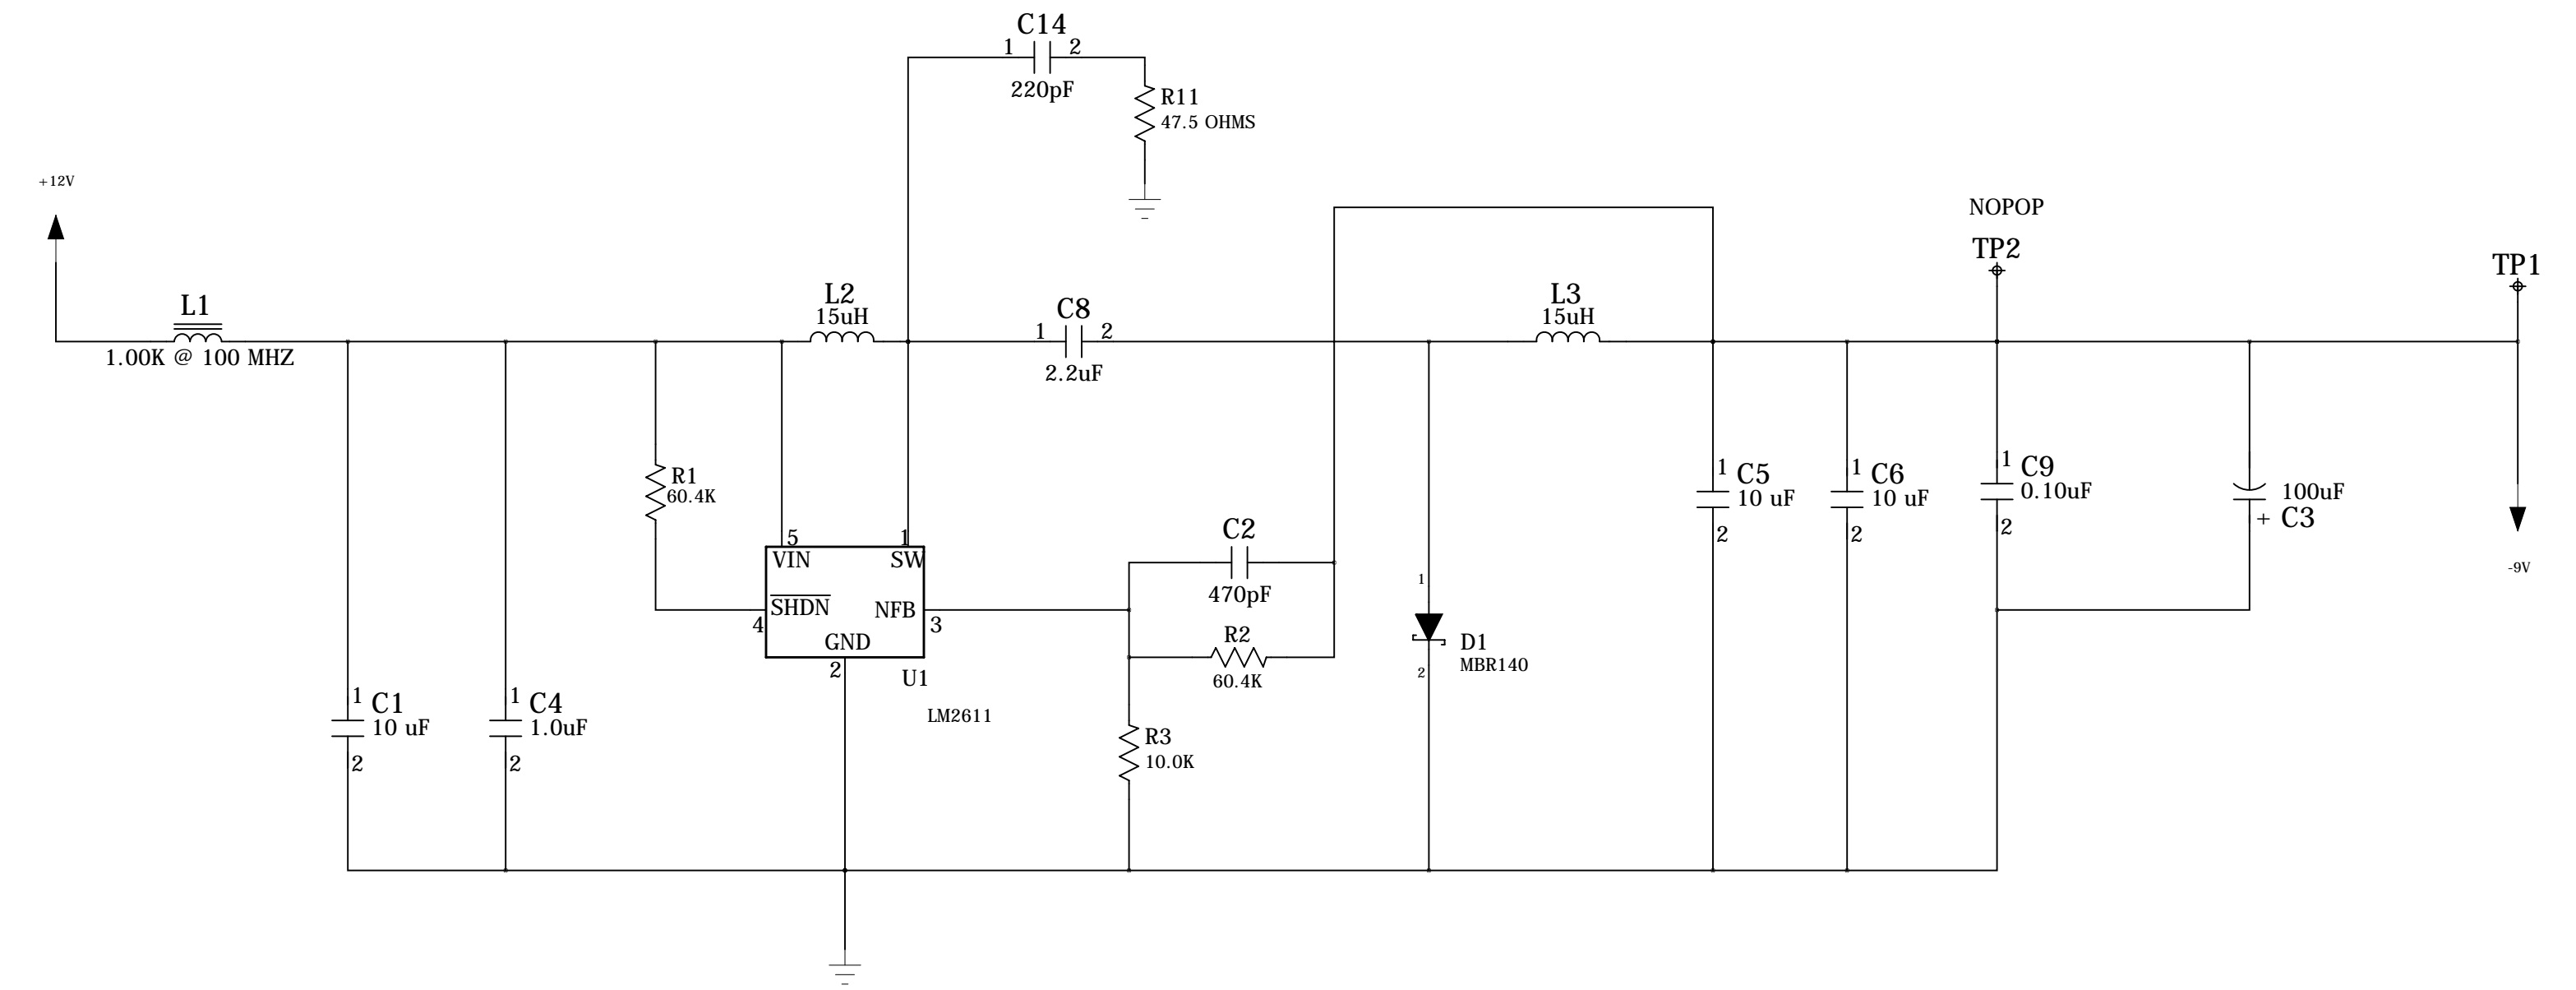 C14
1 2
220pF
R11
47.5 OHMS
+12V
NOPOP
TP2
TP1
L1
1.00K @ 100 MHZ
L2
15uH
C8
1 2
2.2uF
L3
15uH
R1
60.4K
1 C5
10 uF
2
1 C6
10 uF
2
1 C9
0.10uF
2
100uF
+ C3
-9V
5 1
VIN SW
SHDN NFB
4 3
GND
2
U1
LM2611
C2
470pF
R2
60.4K
1
D1
MBR140
2
1 C1
10 uF
2
1 C4
1.0uF
2
R3
10.0K